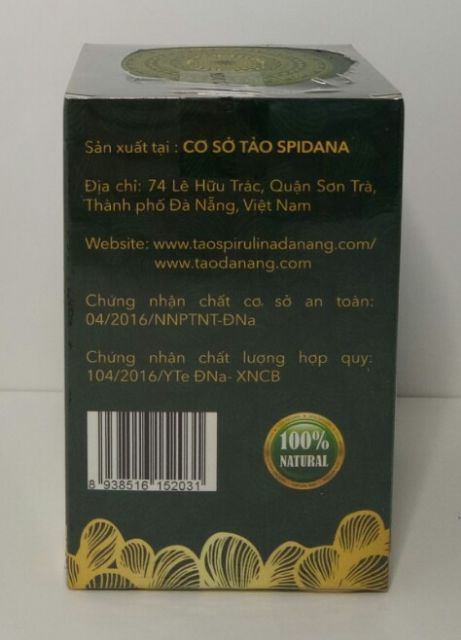 Sản xuất tại : CƠ SỞ TẢO SPIDANA
Địa chỉ: 74 Lê Hữu Trác, Quận Sơn Trà,
Thành phố Đà Nẵng, Việt Nam
Website: www.taospirulinadanang.com/
www.taodanang.com
Chứng nhận chất cơ sở an toàn:
04/2016/NNPTNT-ĐNa
Chứng nhận chất lượng hợp quy:
104/2016/YTe ĐNa- XNCB
8 938516 152031
100%
NATURAL